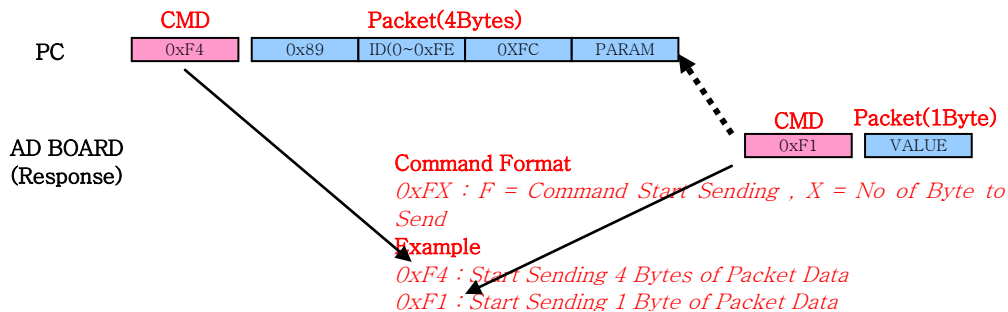 CMD Packet(4Bytes)
PC 0xF4 0x89 ID(0~0xFE 0XFC PARAM
CMD Packet(1Byte)
AD BOARD 0xF1 VALUE
(Response)
Command Format
0xFX : F = Command Start Sending , X = No of Byte to
Send
Example
0xF4 : Start Sending 4 Bytes of Packet Data
0xF1 : Start Sending 1 Byte of Packet Data